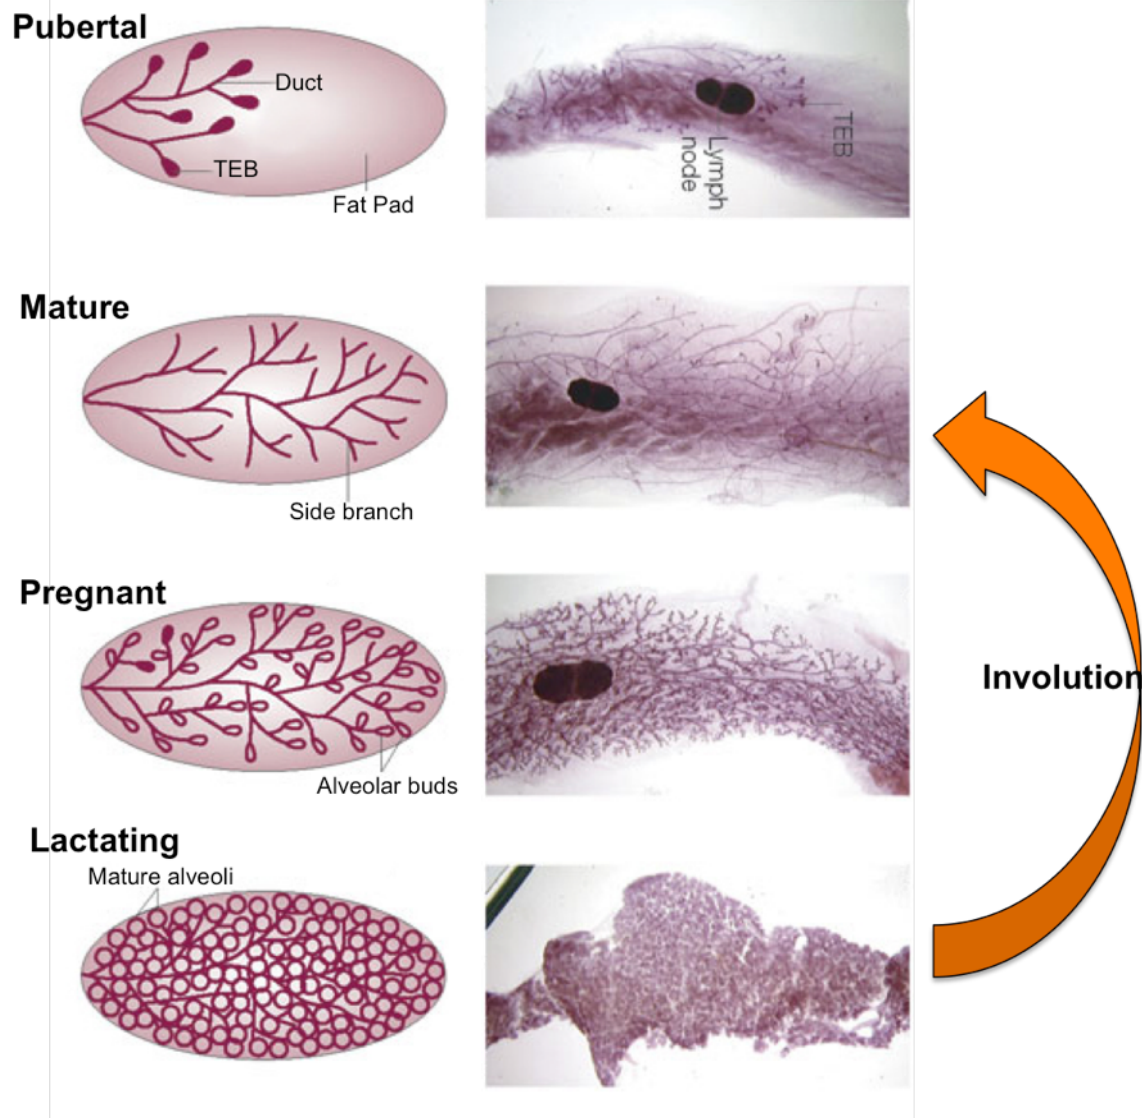 Pubertal
Duct
TEB
Fat Pad
TEB
Lymph
node
Mature
Side branch
Pregnant
Alveolar buds
Involution
Lactating
Mature alveoli